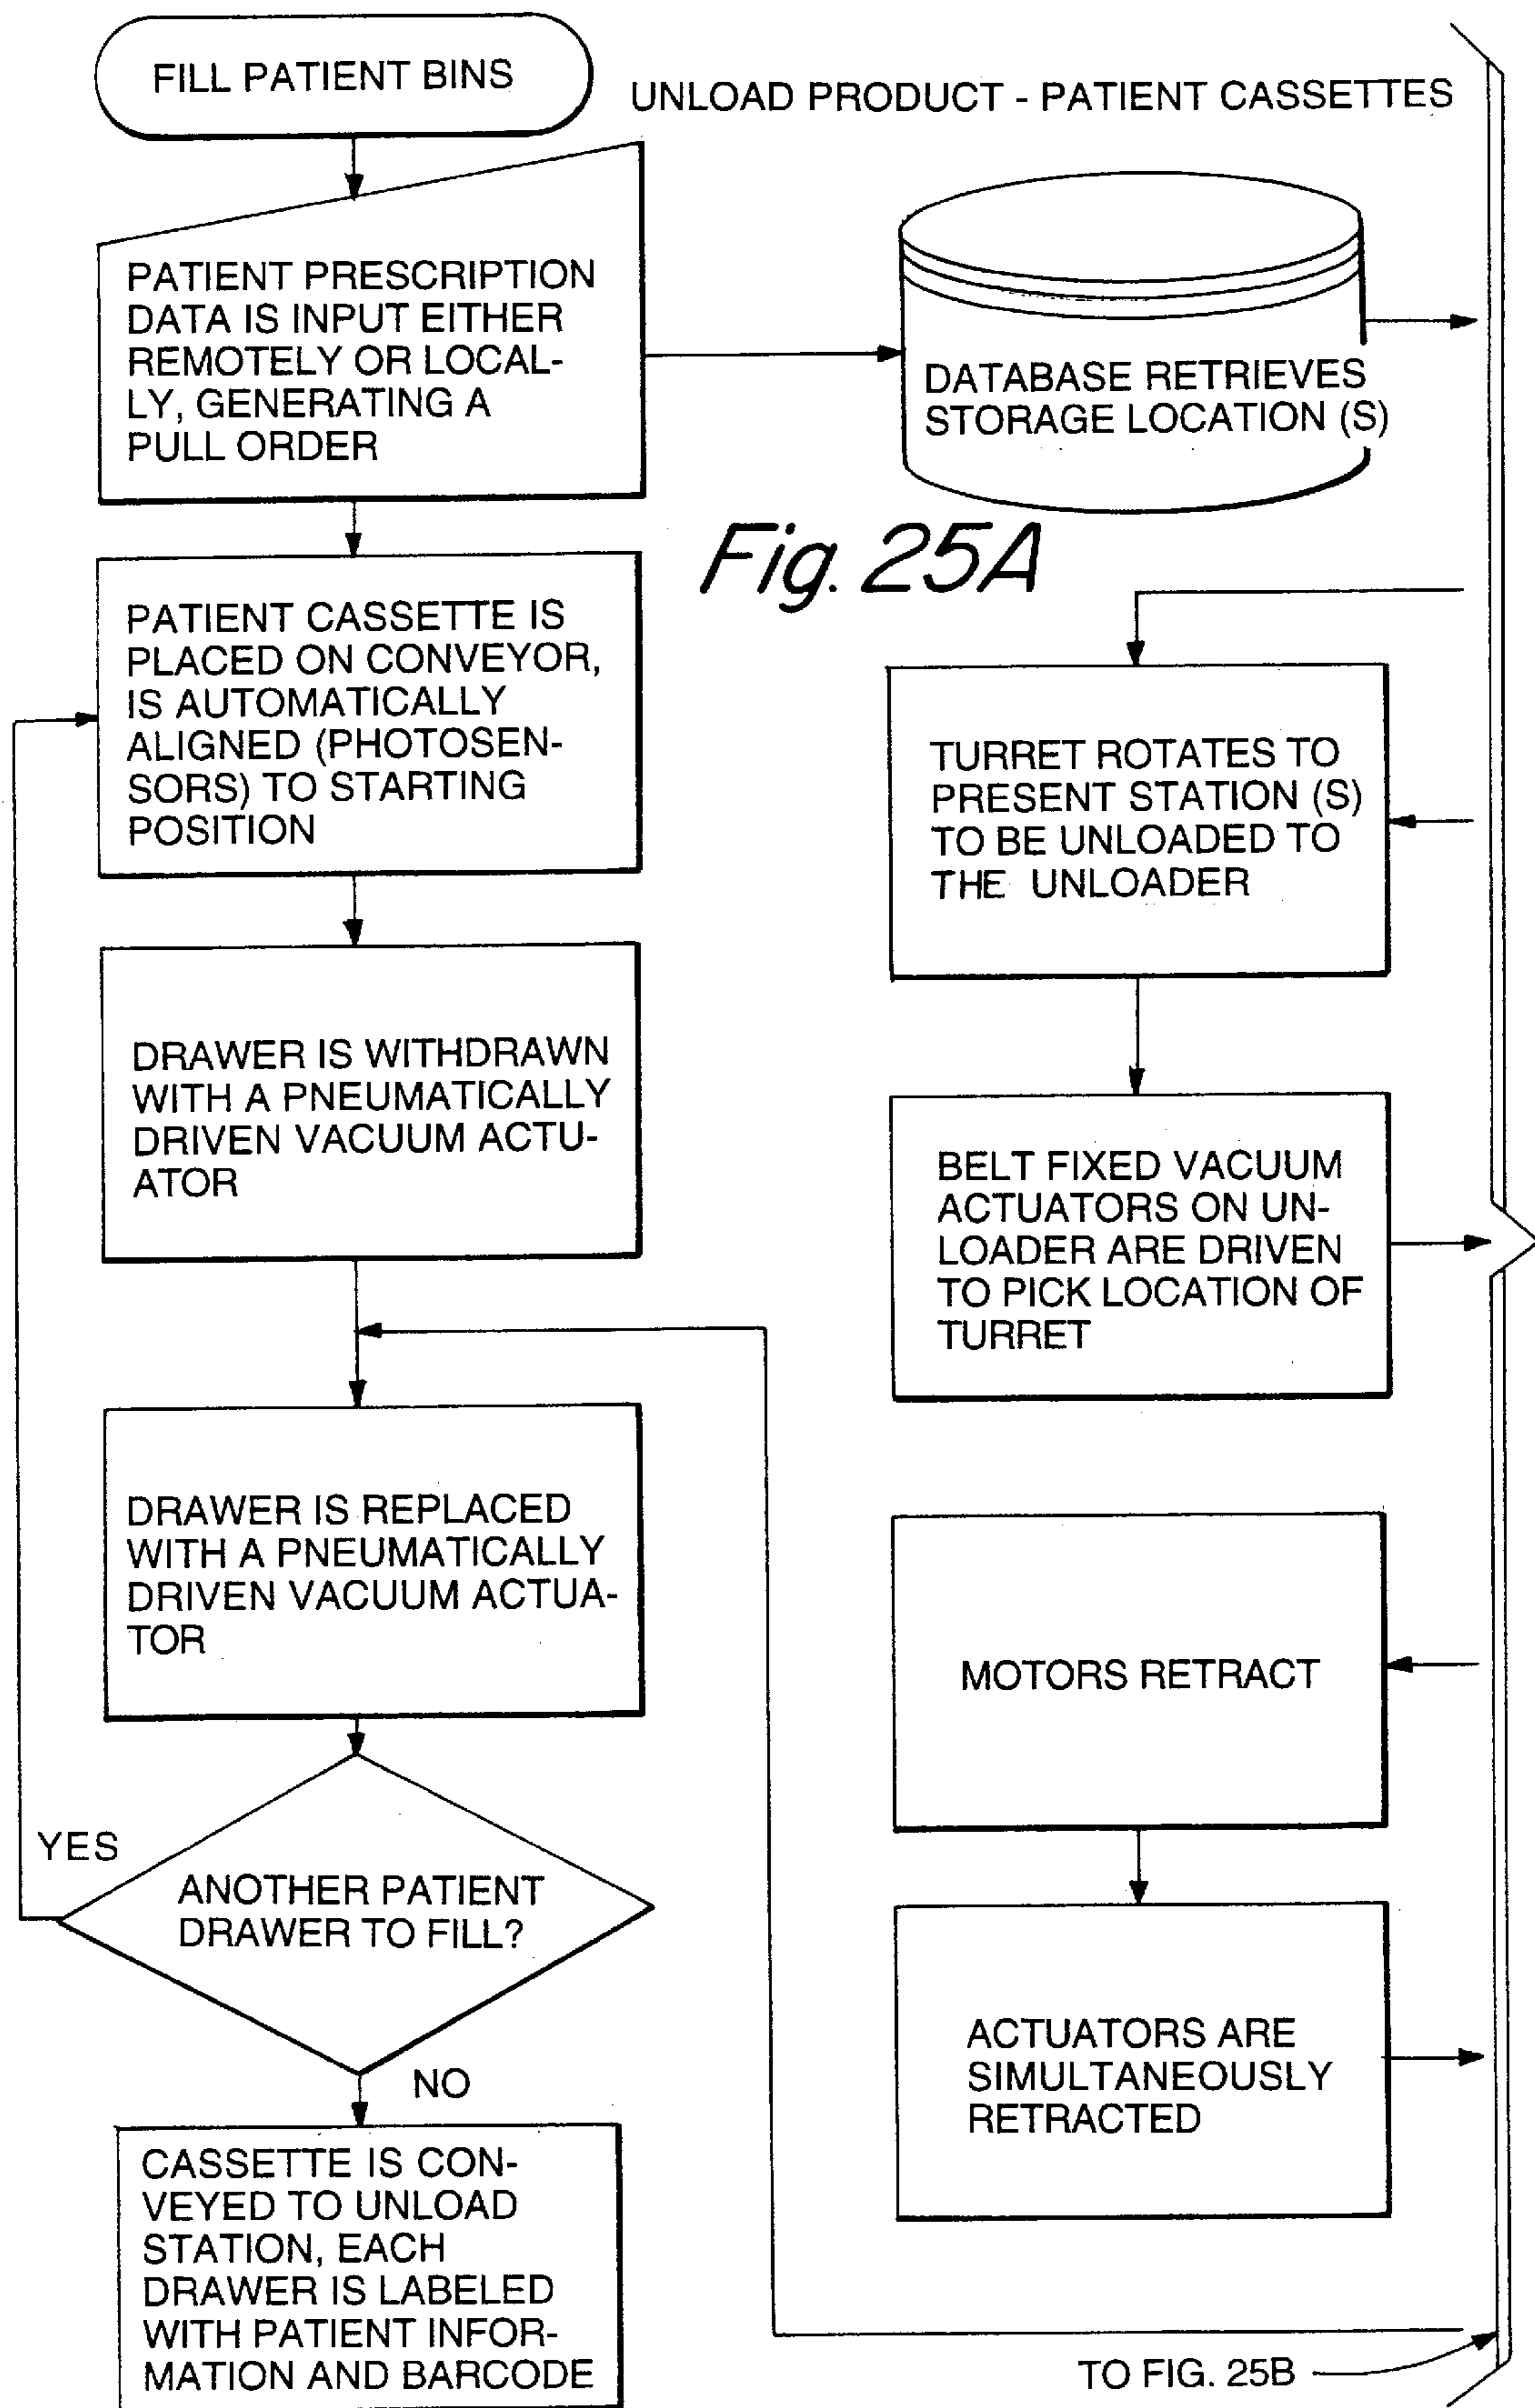 FILL PATIENT BINS
UNLOAD PRODUCT - PATIENT CASSETTES
PATIENT PRESCRIPTION
DATA IS INPUT EITHER
REMOTELY OR LOCAL-
LY, GENERATING A
PULL ORDER
DATABASE RETRIEVES
STORAGE LOCATION (S)
Fig. 25A
PATIENT CASSETTE IS
PLACED ON CONVEYOR,
IS AUTOMATICALLY
ALIGNED (PHOTOSEN-
SORS) TO STARTING
POSITION
TURRET ROTATES TO
PRESENT STATION (S)
TO BE UNLOADED TO
THE UNLOADER
DRAWER IS WITHDRAWN
WITH A PNEUMATICALLY
DRIVEN VACUUM ACTU-
ATOR
BELT FIXED VACUUM
ACTUATORS ON UN-
LOADER ARE DRIVEN
TO PICK LOCATION OF
TURRET
DRAWER IS REPLACED
WITH A PNEUMATICALLY
DRIVEN VACUUM ACTUA-
TOR
MOTORS RETRACT
YES
ANOTHER PATIENT
DRAWER TO FILL?
NO
ACTUATORS ARE
SIMULTANEOUSLY
RETRACTED
CASSETTE IS CON-
VEYED TO UNLOAD
STATION, EACH
DRAWER IS LABELED
WITH PATIENT INFOR-
MATION AND BARCODE
TO FIG. 25B